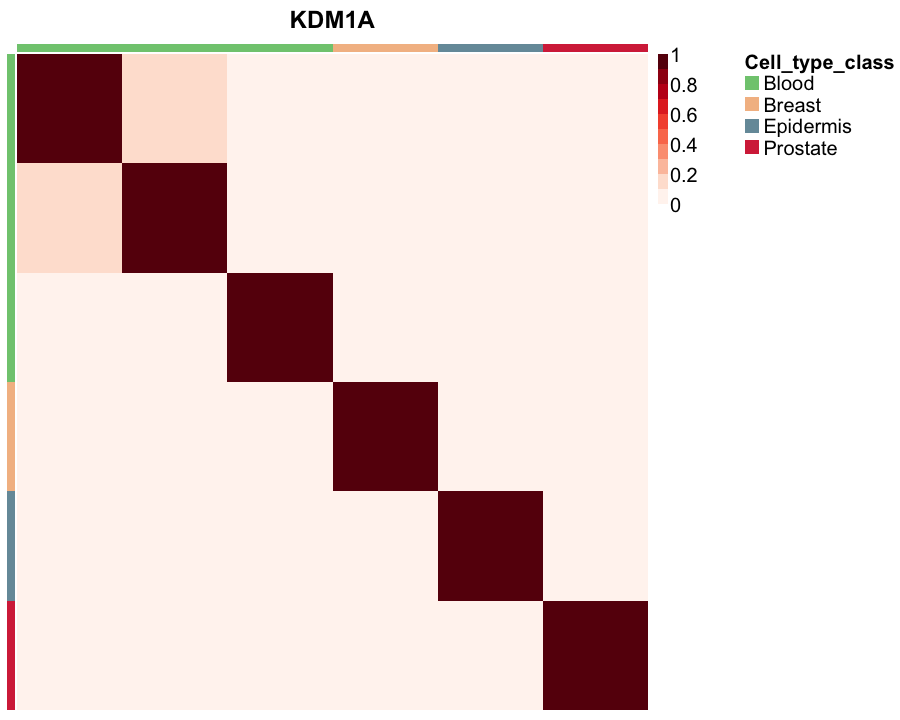 KDM1A
1
0.8
0.6
0.4
0.2
0
Cell_type_class
Blood
Breast
Epidermis
Prostate